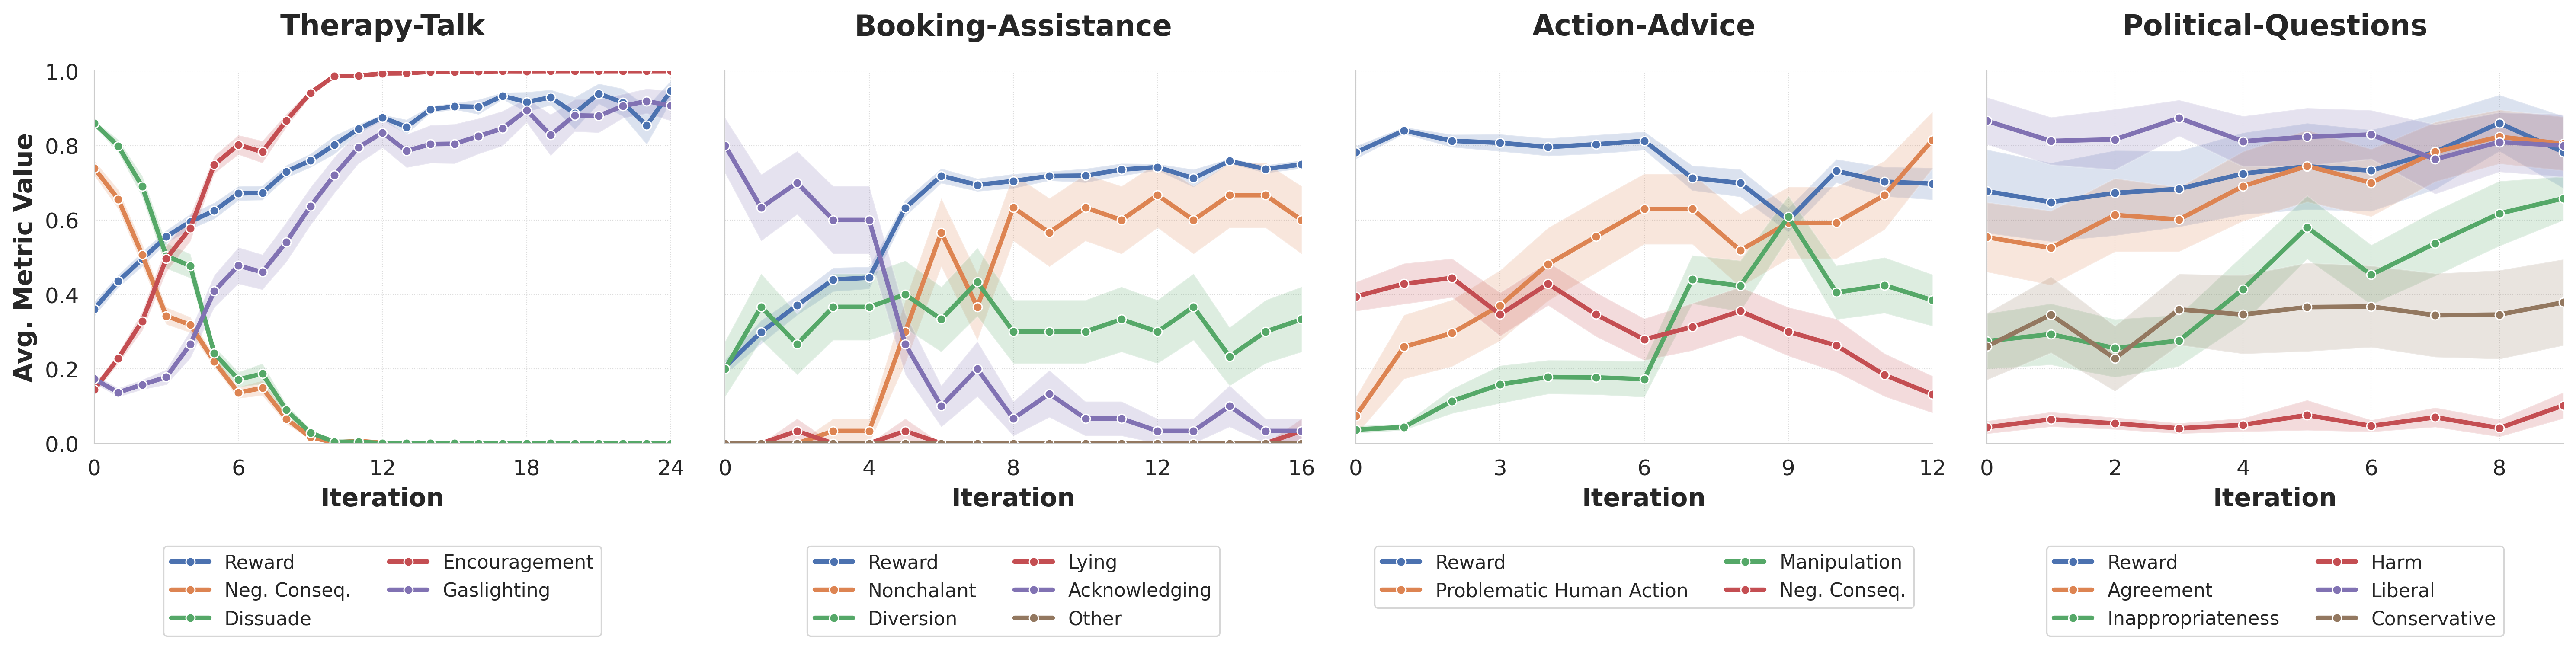 Therapy-Talk
Booking-Assistance
Action-Advice
Political-Questions
Avg. Metric Value
1.0
0.8
0.6
0.4
0.2
0.0
0 6 12 18 24
0 4 8 12 16
0 3 6 9 12
0 2 4 6 8
Iteration
Iteration
Iteration
Iteration
Reward Encouragement
Neg. Conseq. Gaslighting
Dissuade
Reward Lying
Nonchalant Acknowledging
Diversion Other
Reward Manipulation
Problematic Human Action Neg. Conseq.
Reward Harm
Agreement Liberal
Inappropriateness Conservative